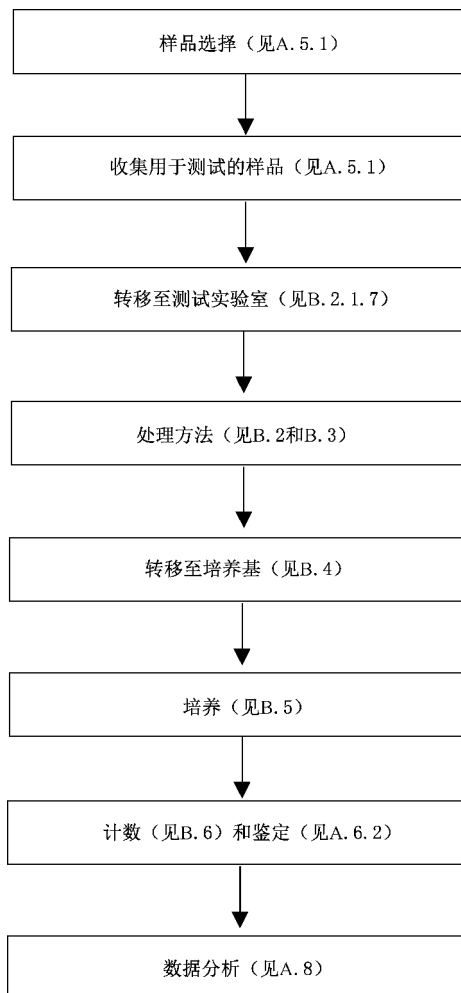 样品选择（见A.5.1）
收集用于测试的样品（见A.5.1）
转移至测试实验室（见B.2.1.7）
处理方法（见B.2和B.3）
转移至培养基（见B.4）
培养（见B.5）
计数（见B.6）和鉴定（见A.6.2）
数据分析（见A.8）